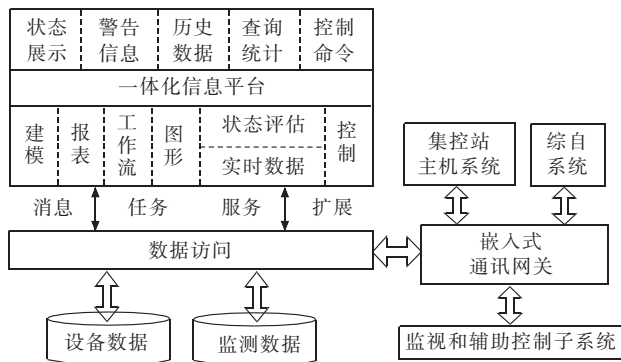 状态展示
警告信息
历史数据
查询统计
控制命令
一体化信息平台
建模
报表
工作流
图形
状态评估
实时数据
控制
集控站
主机系统
综自
系统
消息 任务 服务 扩展
数据访问
嵌入式
通讯网关
设备数据
监测数据
监视和辅助控制子系统